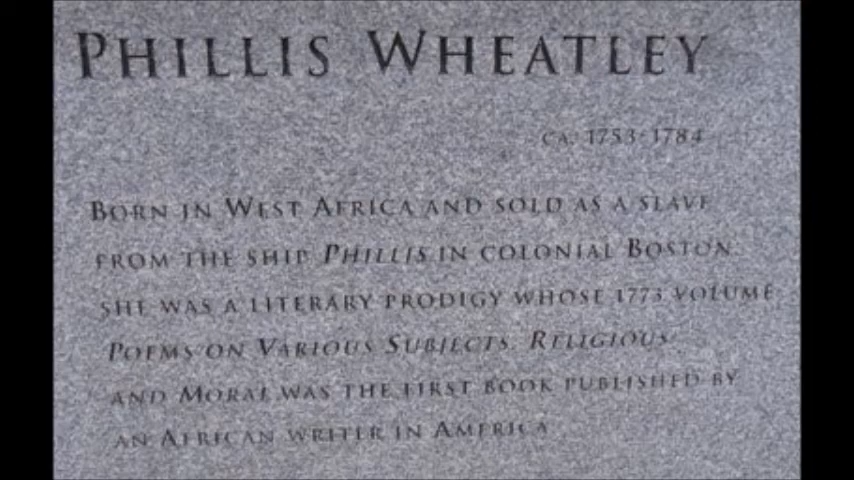 PHILLIS WHEATLEY
CA. 1753-1784
BORN IN WEST AFRICA AND SOLD AS A SLAVE
FROM THE SHIP PHILLIS IN COLONIAL BOSTON.
SHE WAS A LITERARY PRODIGY WHOSE 1773 VOLUME
POEMS ON VARIOUS SUBJECTS, RELIGIOUS
AND MORAL WAS THE FIRST BOOK PUBLISHED BY
AN AFRICAN WRITER IN AMERICA